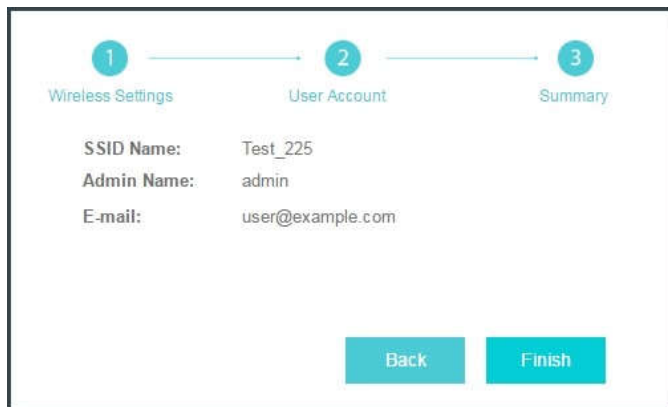 1 2 3
Wireless Settings User Account Summary
SSID Name: Test_225
Admin Name: admin
E-mail: user@example.com
Back Finish